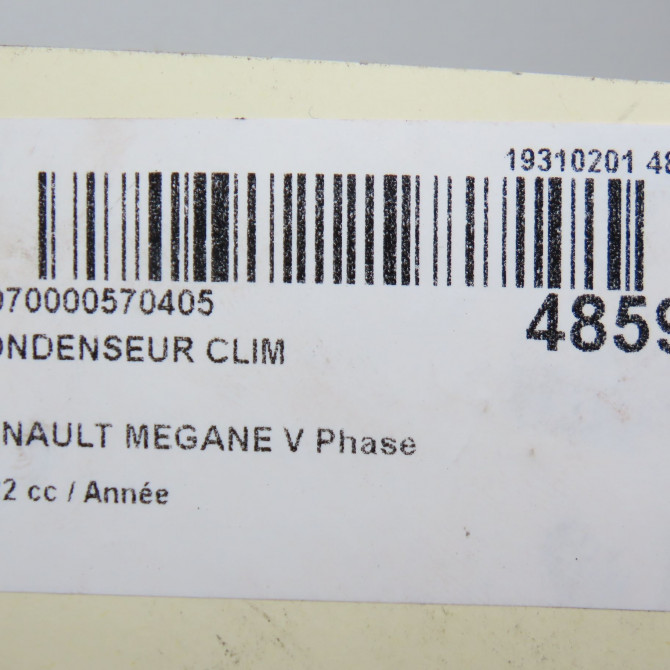 19310201 48
070000570405
4859
ONDENSEUR CLIM
NAULT MEGANE V Phase
2 cc / Année